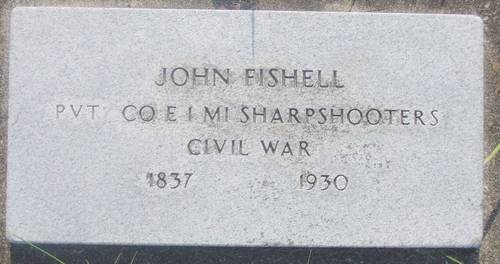 JOHN FISHELL
PVT CO E 1 MI SHARPSHOOTERS
CIVIL WAR
1837 1930